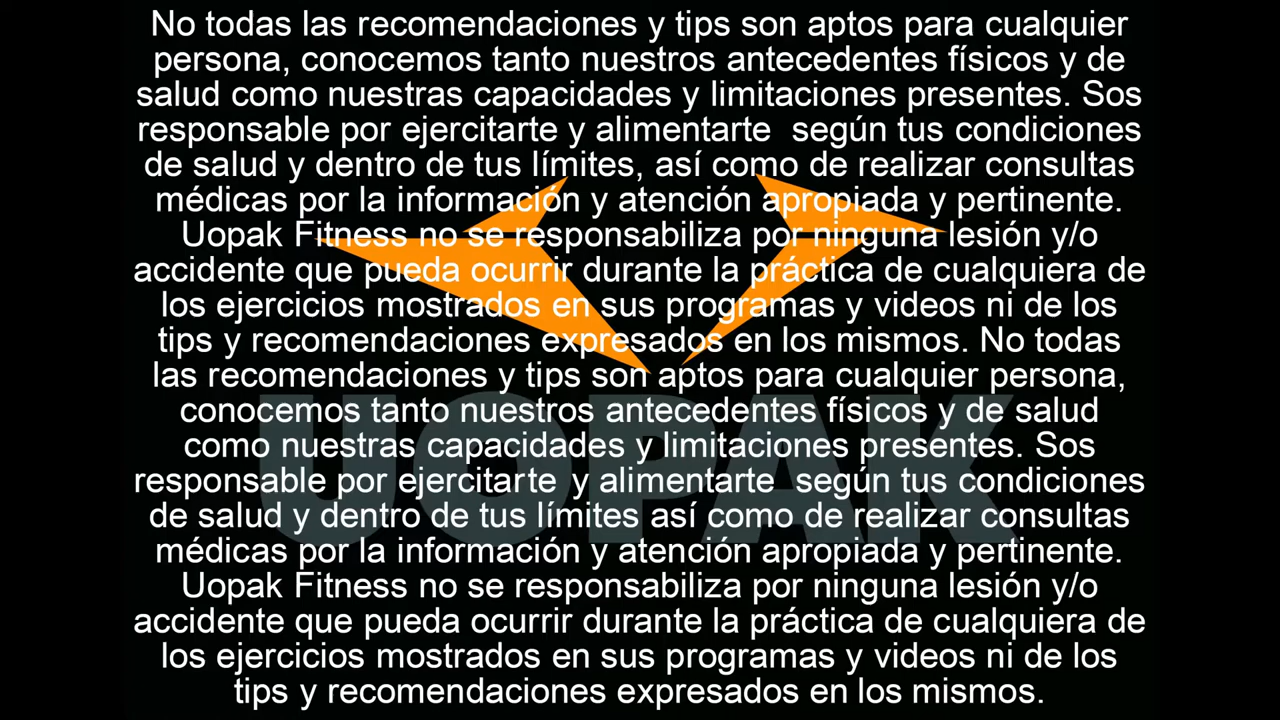 No todas las recomendaciones y tips son aptos para cualquier
persona, conocemos tanto nuestros antecedentes físicos y de
salud como nuestras capacidades y limitaciones presentes. Sos
responsable por ejercitarte y alimentarte  según tus condiciones
de salud y dentro de tus límites, así como de realizar consultas
médicas por la información y atención apropiada y pertinente.
Uopak Fitness no se responsabiliza por ninguna lesión y/o
accidente que pueda ocurrir durante la práctica de cualquiera de
los ejercicios mostrados en sus programas y videos ni de los
tips y recomendaciones expresados en los mismos. No todas
las recomendaciones y tips son aptos para cualquier persona,
conocemos tanto nuestros antecedentes físicos y de salud
como nuestras capacidades y limitaciones presentes. Sos
responsable por ejercitarte y alimentarte  según tus condiciones
de salud y dentro de tus límites así como de realizar consultas
médicas por la información y atención apropiada y pertinente.
Uopak Fitness no se responsabiliza por ninguna lesión y/o
accidente que pueda ocurrir durante la práctica de cualquiera de
los ejercicios mostrados en sus programas y videos ni de los
tips y recomendaciones expresados en los mismos.
UOPAK